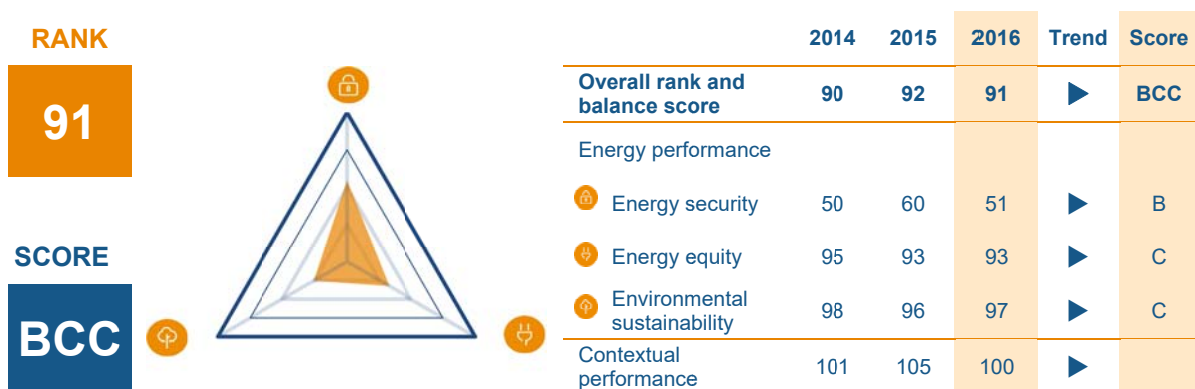 RANK
91
SCORE
BCC
2014 2015 2016 Trend Score
Overall rank and
balance score 90 92 91 ▶ BCC
Energy performance
Energy security 50 60 51 ▶ B
Energy equity 95 93 93 ▶ C
Environmental
sustainability 98 96 97 ▶ C
Contextual
performance 101 105 100 ▶